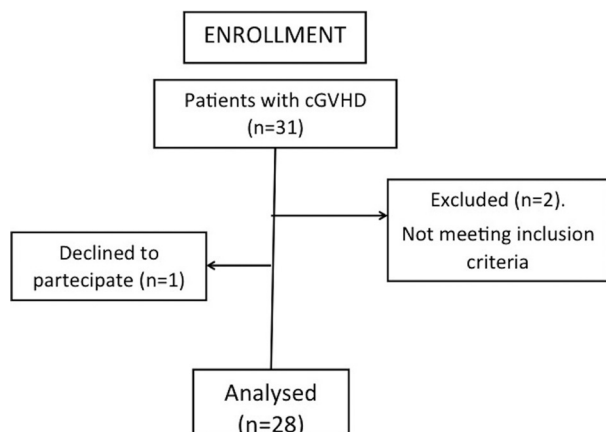 ENROLLMENT
Patients with cGVHD
(n=31)
Excluded (n=2).
Not meeting inclusion
criteria
Declined to
partecipate (n=1)
Analysed
(n=28)